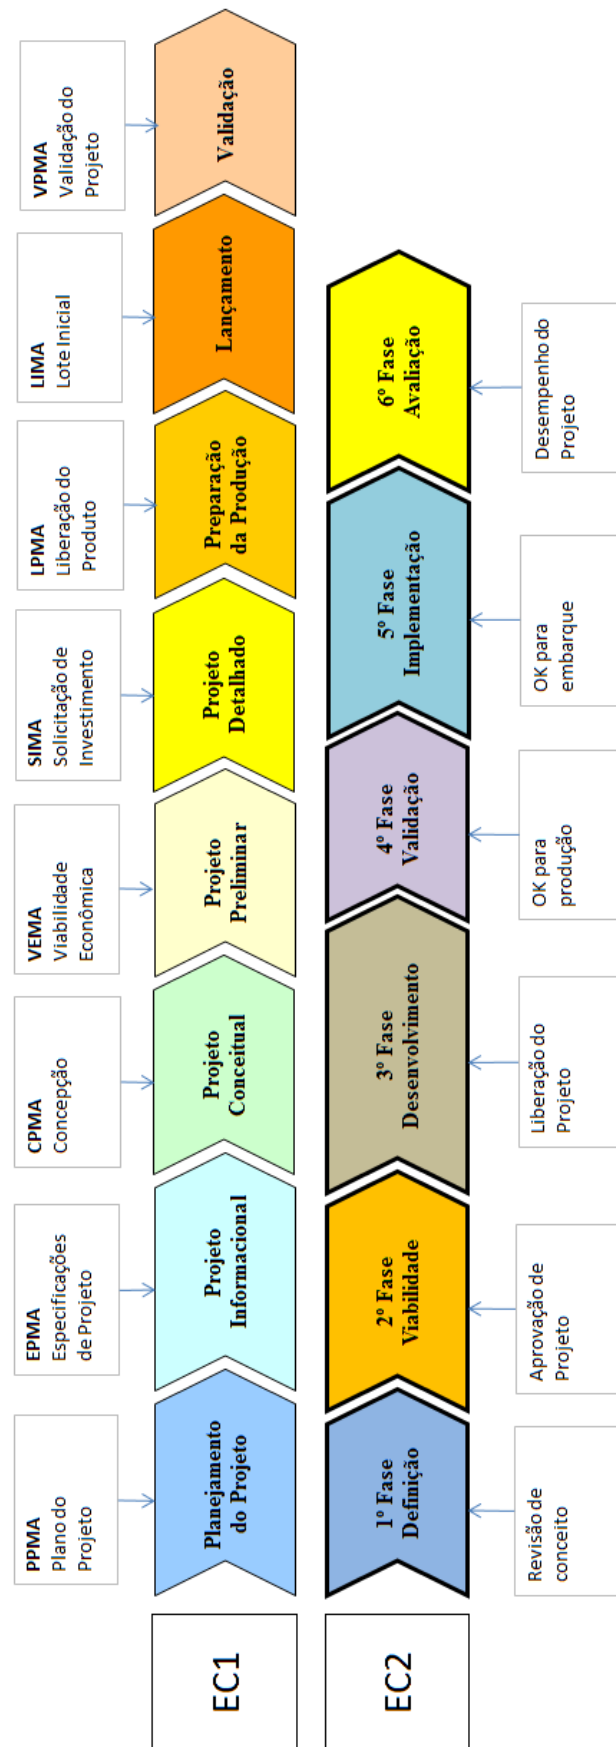 PPMA
Plano do
Projeto
EPMA
Especificações
de Projeto
CPMA
Concepção
VEMA
Viabilidade
Econômica
SIMA
Solicitação de
Investimento
LPMA
Liberação do
Produto
LIMA
Lote Inicial
VPMA
Validação do
Projeto
EC1
Planejamento
do Projeto
Projeto
Informacional
Projeto
Conceitual
Projeto
Preliminar
Projeto
Detalhado
Preparação
da Produção
Lançamento
Validação
EC2
1º Fase
Definição
2º Fase
Viabilidade
3º Fase
Desenvolvimento
4º Fase
Validação
5º Fase
Implementação
6º Fase
Avaliação
Revisão de
conceito
Aprovação de
Projeto
Liberação do
Projeto
OK para
produção
OK para
embarque
Desempenho do
Projeto